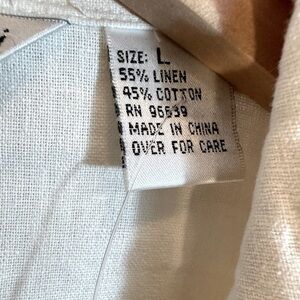 SIZE: L
55% LINEN
45% COTTON
RN 96639
MADE IN CHINA
OVER FOR CARE